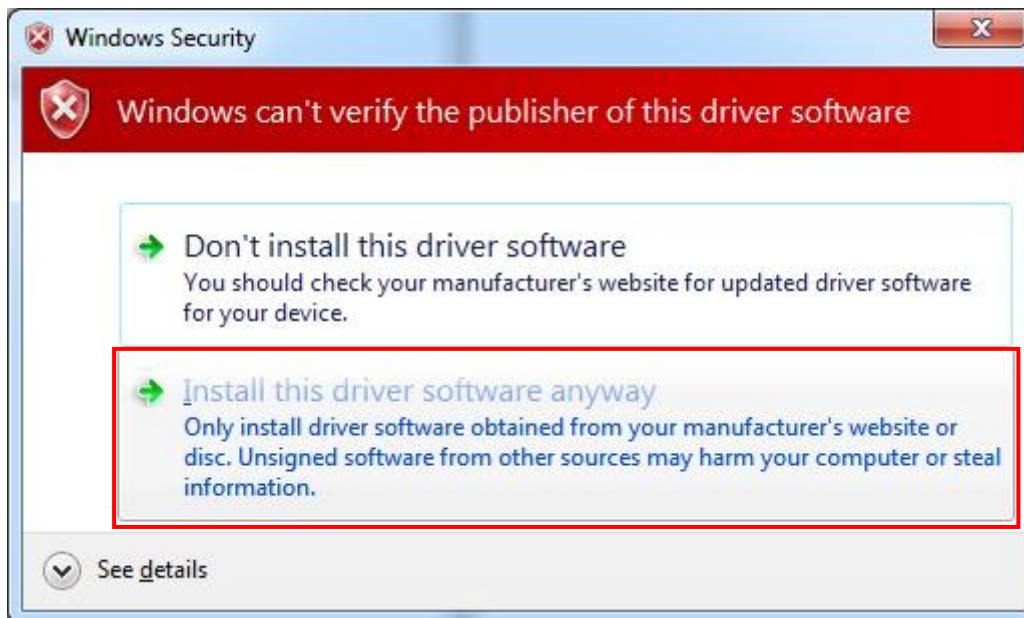 Windows Security
Windows can't verify the publisher of this driver software
Don't install this driver software
You should check your manufacturer's website for updated driver software
for your device.
Install this driver software anyway
Only install driver software obtained from your manufacturer's website or
disc. Unsigned software from other sources may harm your computer or steal
information.
See details